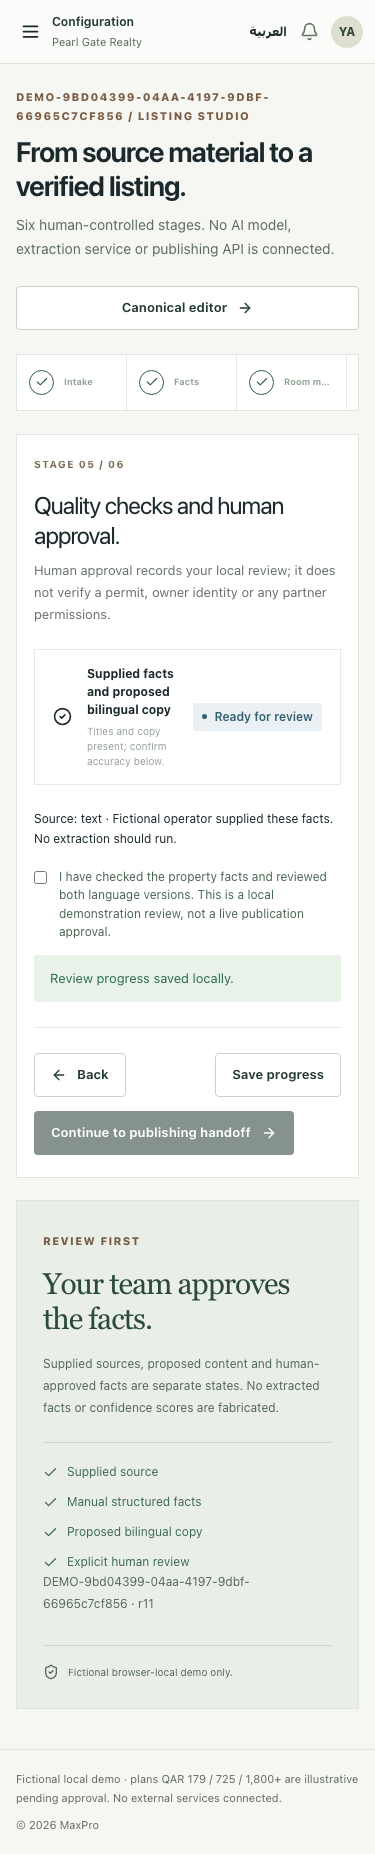 Configuration
Pearl Gate Realty
العربية
YA
DEMO-9BD04399-04AA-4197-9DBF-
66965C7CF856 / LISTING STUDIO
From source material to a
verified listing.
Six human-controlled stages. No AI model,
extraction service or publishing API is connected.
Canonical editor
Intake
Facts
Room m...
STAGE 05 / 06
Quality checks and human
approval.
Human approval records your local review; it does
not verify a permit, owner identity or any partner
permissions.
Supplied facts
and proposed
bilingual copy
Titles and copy
present; confirm
accuracy below.
Ready for review
Source: text · Fictional operator supplied these facts.
No extraction should run.
I have checked the property facts and reviewed
both language versions. This is a local
demonstration review, not a live publication
approval.
Review progress saved locally.
Back
Save progress
Continue to publishing handoff
REVIEW FIRST
Your team approves
the facts.
Supplied sources, proposed content and human-
approved facts are separate states. No extracted
facts or confidence scores are fabricated.
Supplied source
Manual structured facts
Proposed bilingual copy
Explicit human review
DEMO-9bd04399-04aa-4197-9dbf-
66965c7cf856 · r11
Fictional browser-local demo only.
Fictional local demo · plans QAR 179 / 725 / 1,800+ are illustrative
pending approval. No external services connected.
© 2026 MaxPro